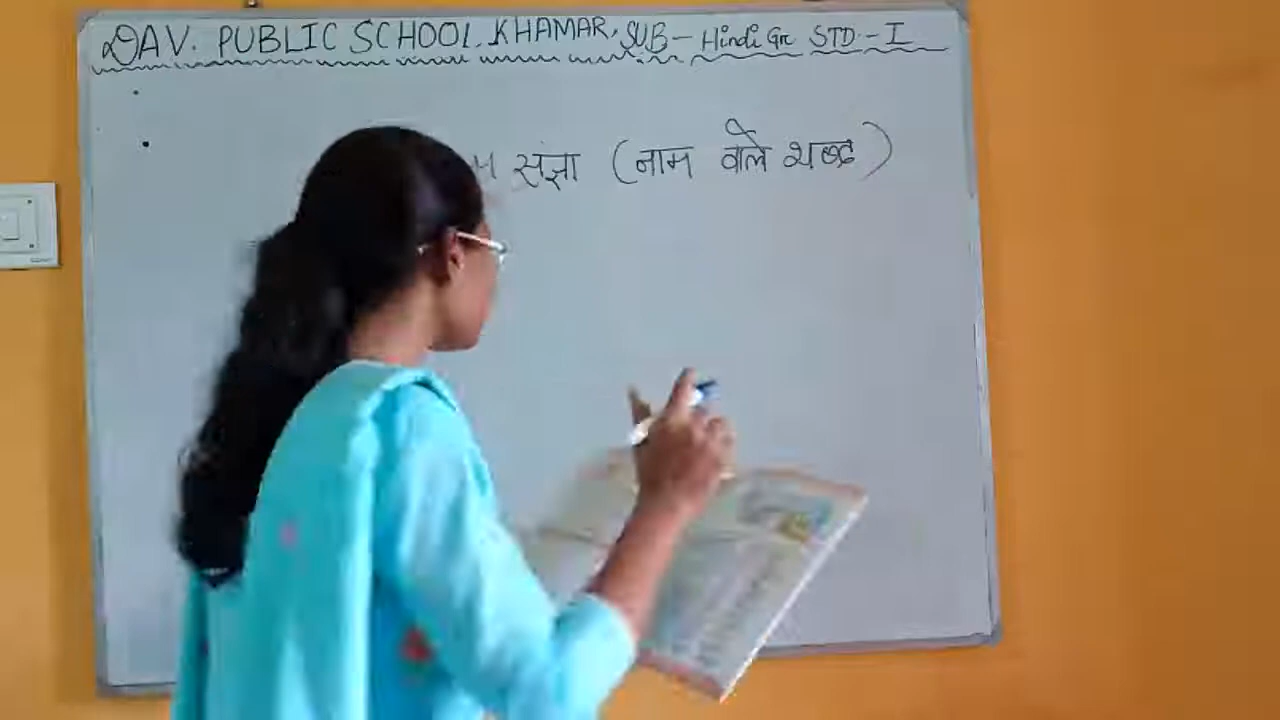 DAV. PUBLIC SCHOOL, KHAMAR, SUB - Hindi Gr STD - I
संज्ञा (नाम वाले शब्द)